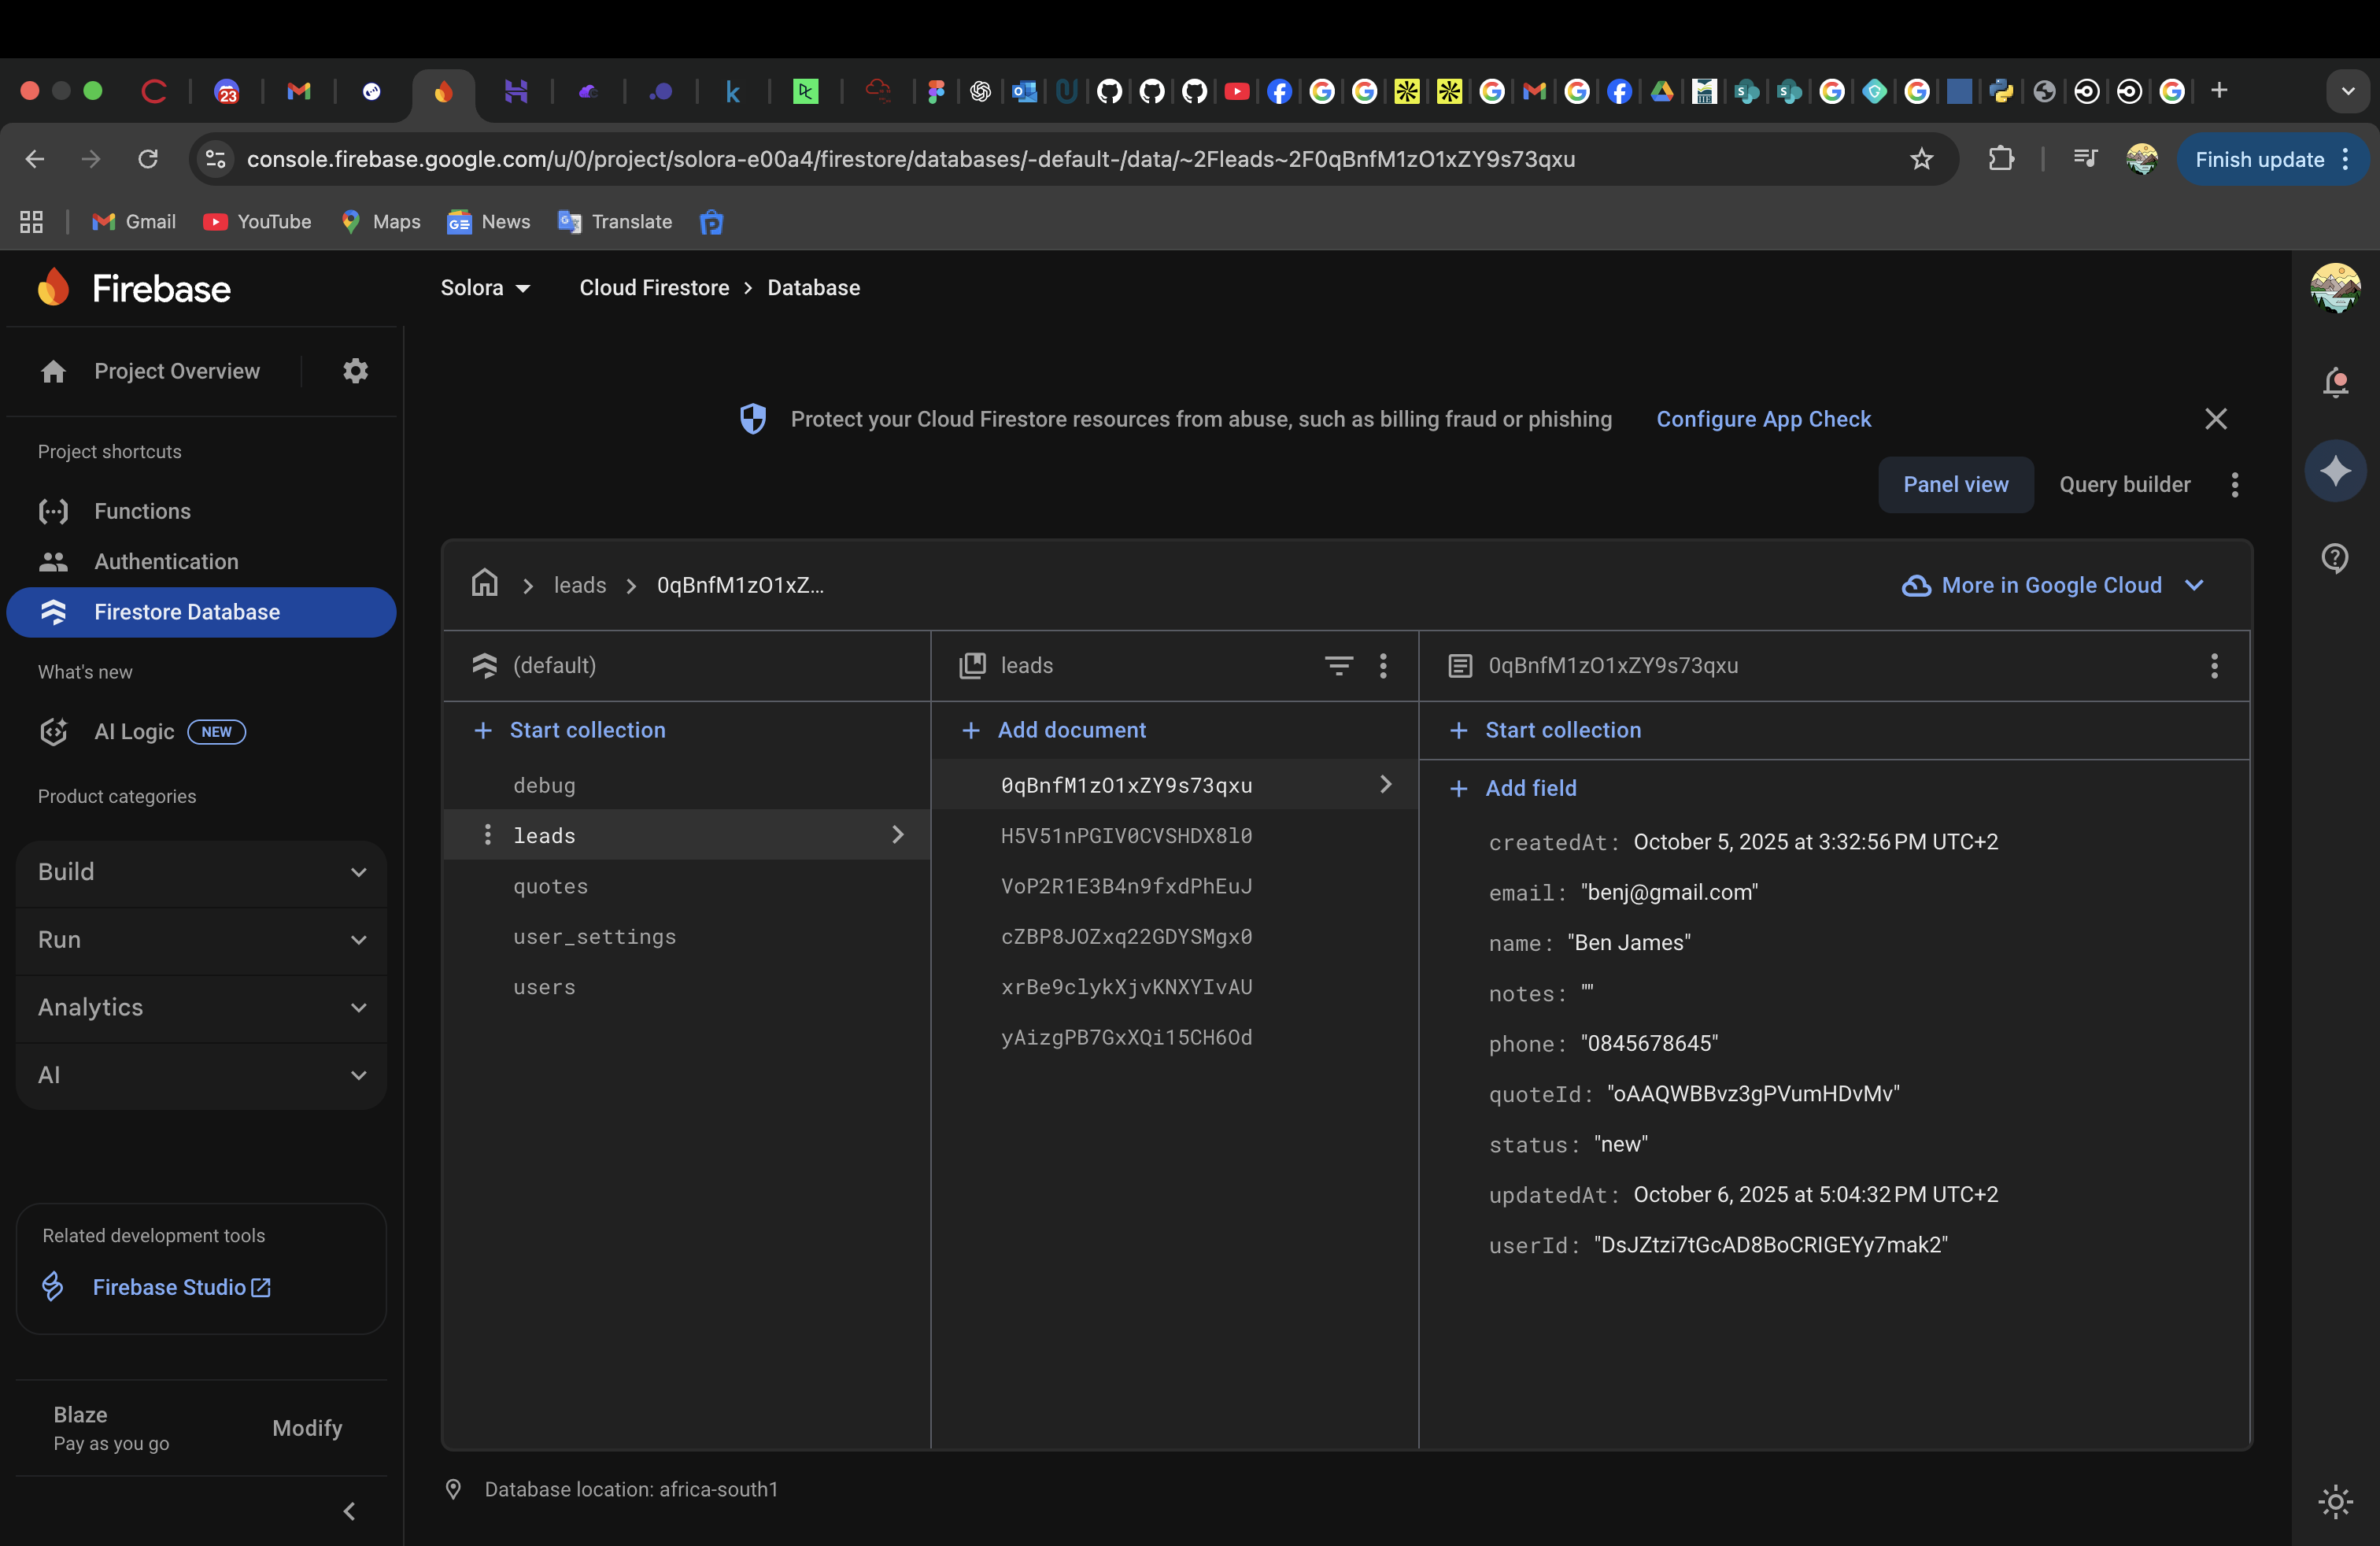 23
console.firebase.google.com/u/0/project/solora-e00a4/firestore/databases/-default-/data/~2Fleads~2F0qBnfM1zO1xZY9s73qxu
Finish update
Gmail
YouTube
Maps
News
Translate
Firebase
Solora
Cloud Firestore
Database
Project Overview
Protect your Cloud Firestore resources from abuse, such as billing fraud or phishing
Configure App Check
Project shortcuts
Panel view
Query builder
Functions
Authentication
Firestore Database
leads
0qBnfM1zO1xZ...
More in Google Cloud
What's new
(default)
leads
0qBnfM1zO1xZY9s73qxu
AI Logic NEW
Start collection
Add document
Start collection
Product categories
debug
leads
quotes
user_settings
users
0qBnfM1zO1xZY9s73qxu
H5V51nPGIV0CVSHDX8l0
VoP2R1E3B4n9fxdPhEuJ
cZBP8JOZxq22GDYSMgx0
xrBe9clykXjvKNXYIvAU
yAizgPB7GxXQi15CH6Od
Add field
createdAt: October 5, 2025 at 3:32:56 PM UTC+2
email: "benj@gmail.com"
name: "Ben James"
notes: ""
phone: "0845678645"
quoteId: "oAAQWBBvz3gPVumHDvMv"
status: "new"
updatedAt: October 6, 2025 at 5:04:32 PM UTC+2
userId: "DsJZtzi7tGcAD8BoCRIGEYy7mak2"
Build
Run
Analytics
AI
Related development tools
Firebase Studio
Blaze
Pay as you go
Modify
Database location: africa-south1